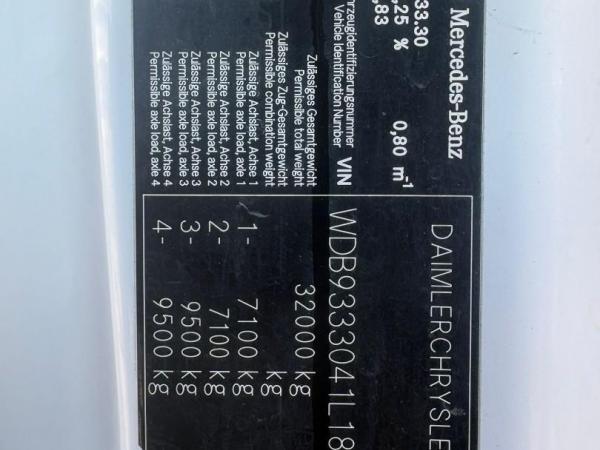 Mercedes-Benz
DAIMLERCHRYSLE
33.30
,25 % 0,80 m-1
,83
hrzeugidentifizierungsnummer
Vehicle Identification Number VIN WDB9333041L18
Zulässiges Gesamtgewicht
Permissible total weight 32000 kg
Zulässiges Zug-Gesamtgewicht
Permissible combination weight kg
Zulässige Achslast, Achse 1
Permissible axle load, axle 1 1- 7100 kg
Zulässige Achslast, Achse 2
Permissible axle load, axle 2 2- 7100 kg
Zulässige Achslast, Achse 3
Permissible axle load, axle 3 3- 9500 kg
Zulässige Achslast, Achse 4
Permissible axle load, axle 4 4- 9500 kg